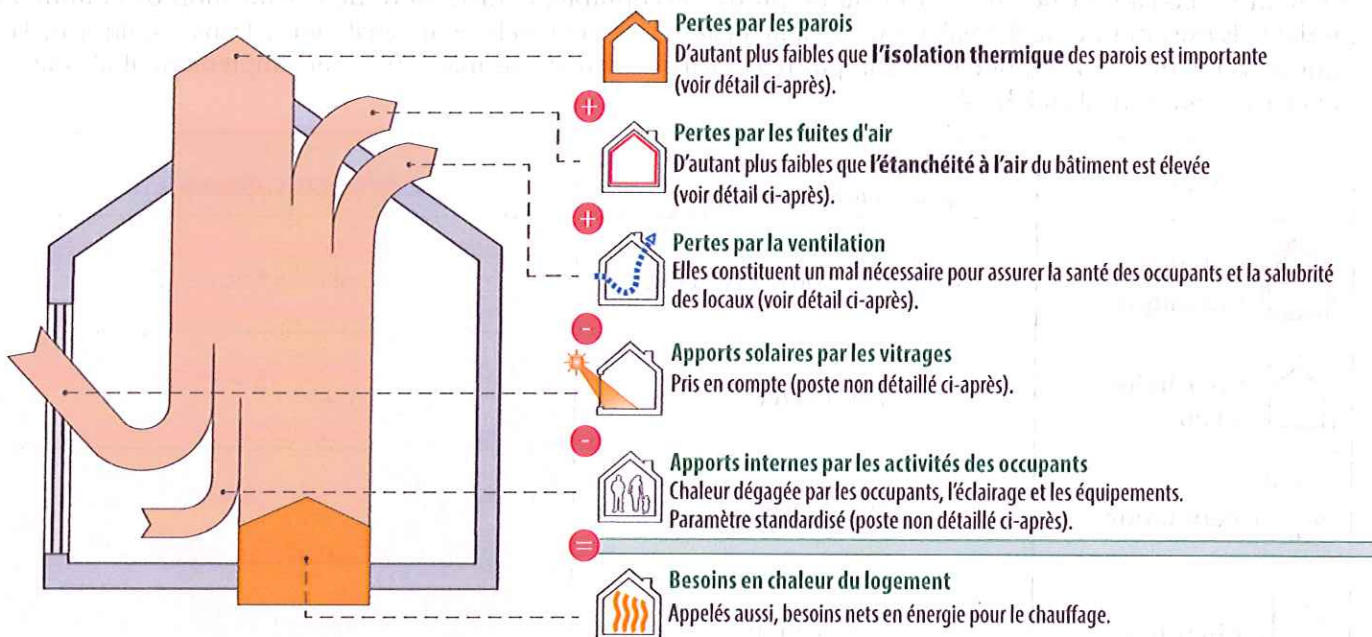 Pertes par les parois
D'autant plus faibles que l'isolation thermique des parois est importante
(voir détail ci-après).
+
Pertes par les fuites d'air
D'autant plus faibles que l'étanchéité à l'air du bâtiment est élevée
(voir détail ci-après).
+
Pertes par la ventilation
Elles constituent un mal nécessaire pour assurer la santé des occupants et la salubrité
des locaux (voir détail ci-après).
-
Apports solaires par les vitrages
Pris en compte (poste non détaillé ci-après).
-
Apports internes par les activités des occupants
Chaleur dégagée par les occupants, l'éclairage et les équipements.
Paramètre standardisé (poste non détaillé ci-après).
=
Besoins en chaleur du logement
Appelés aussi, besoins nets en énergie pour le chauffage.